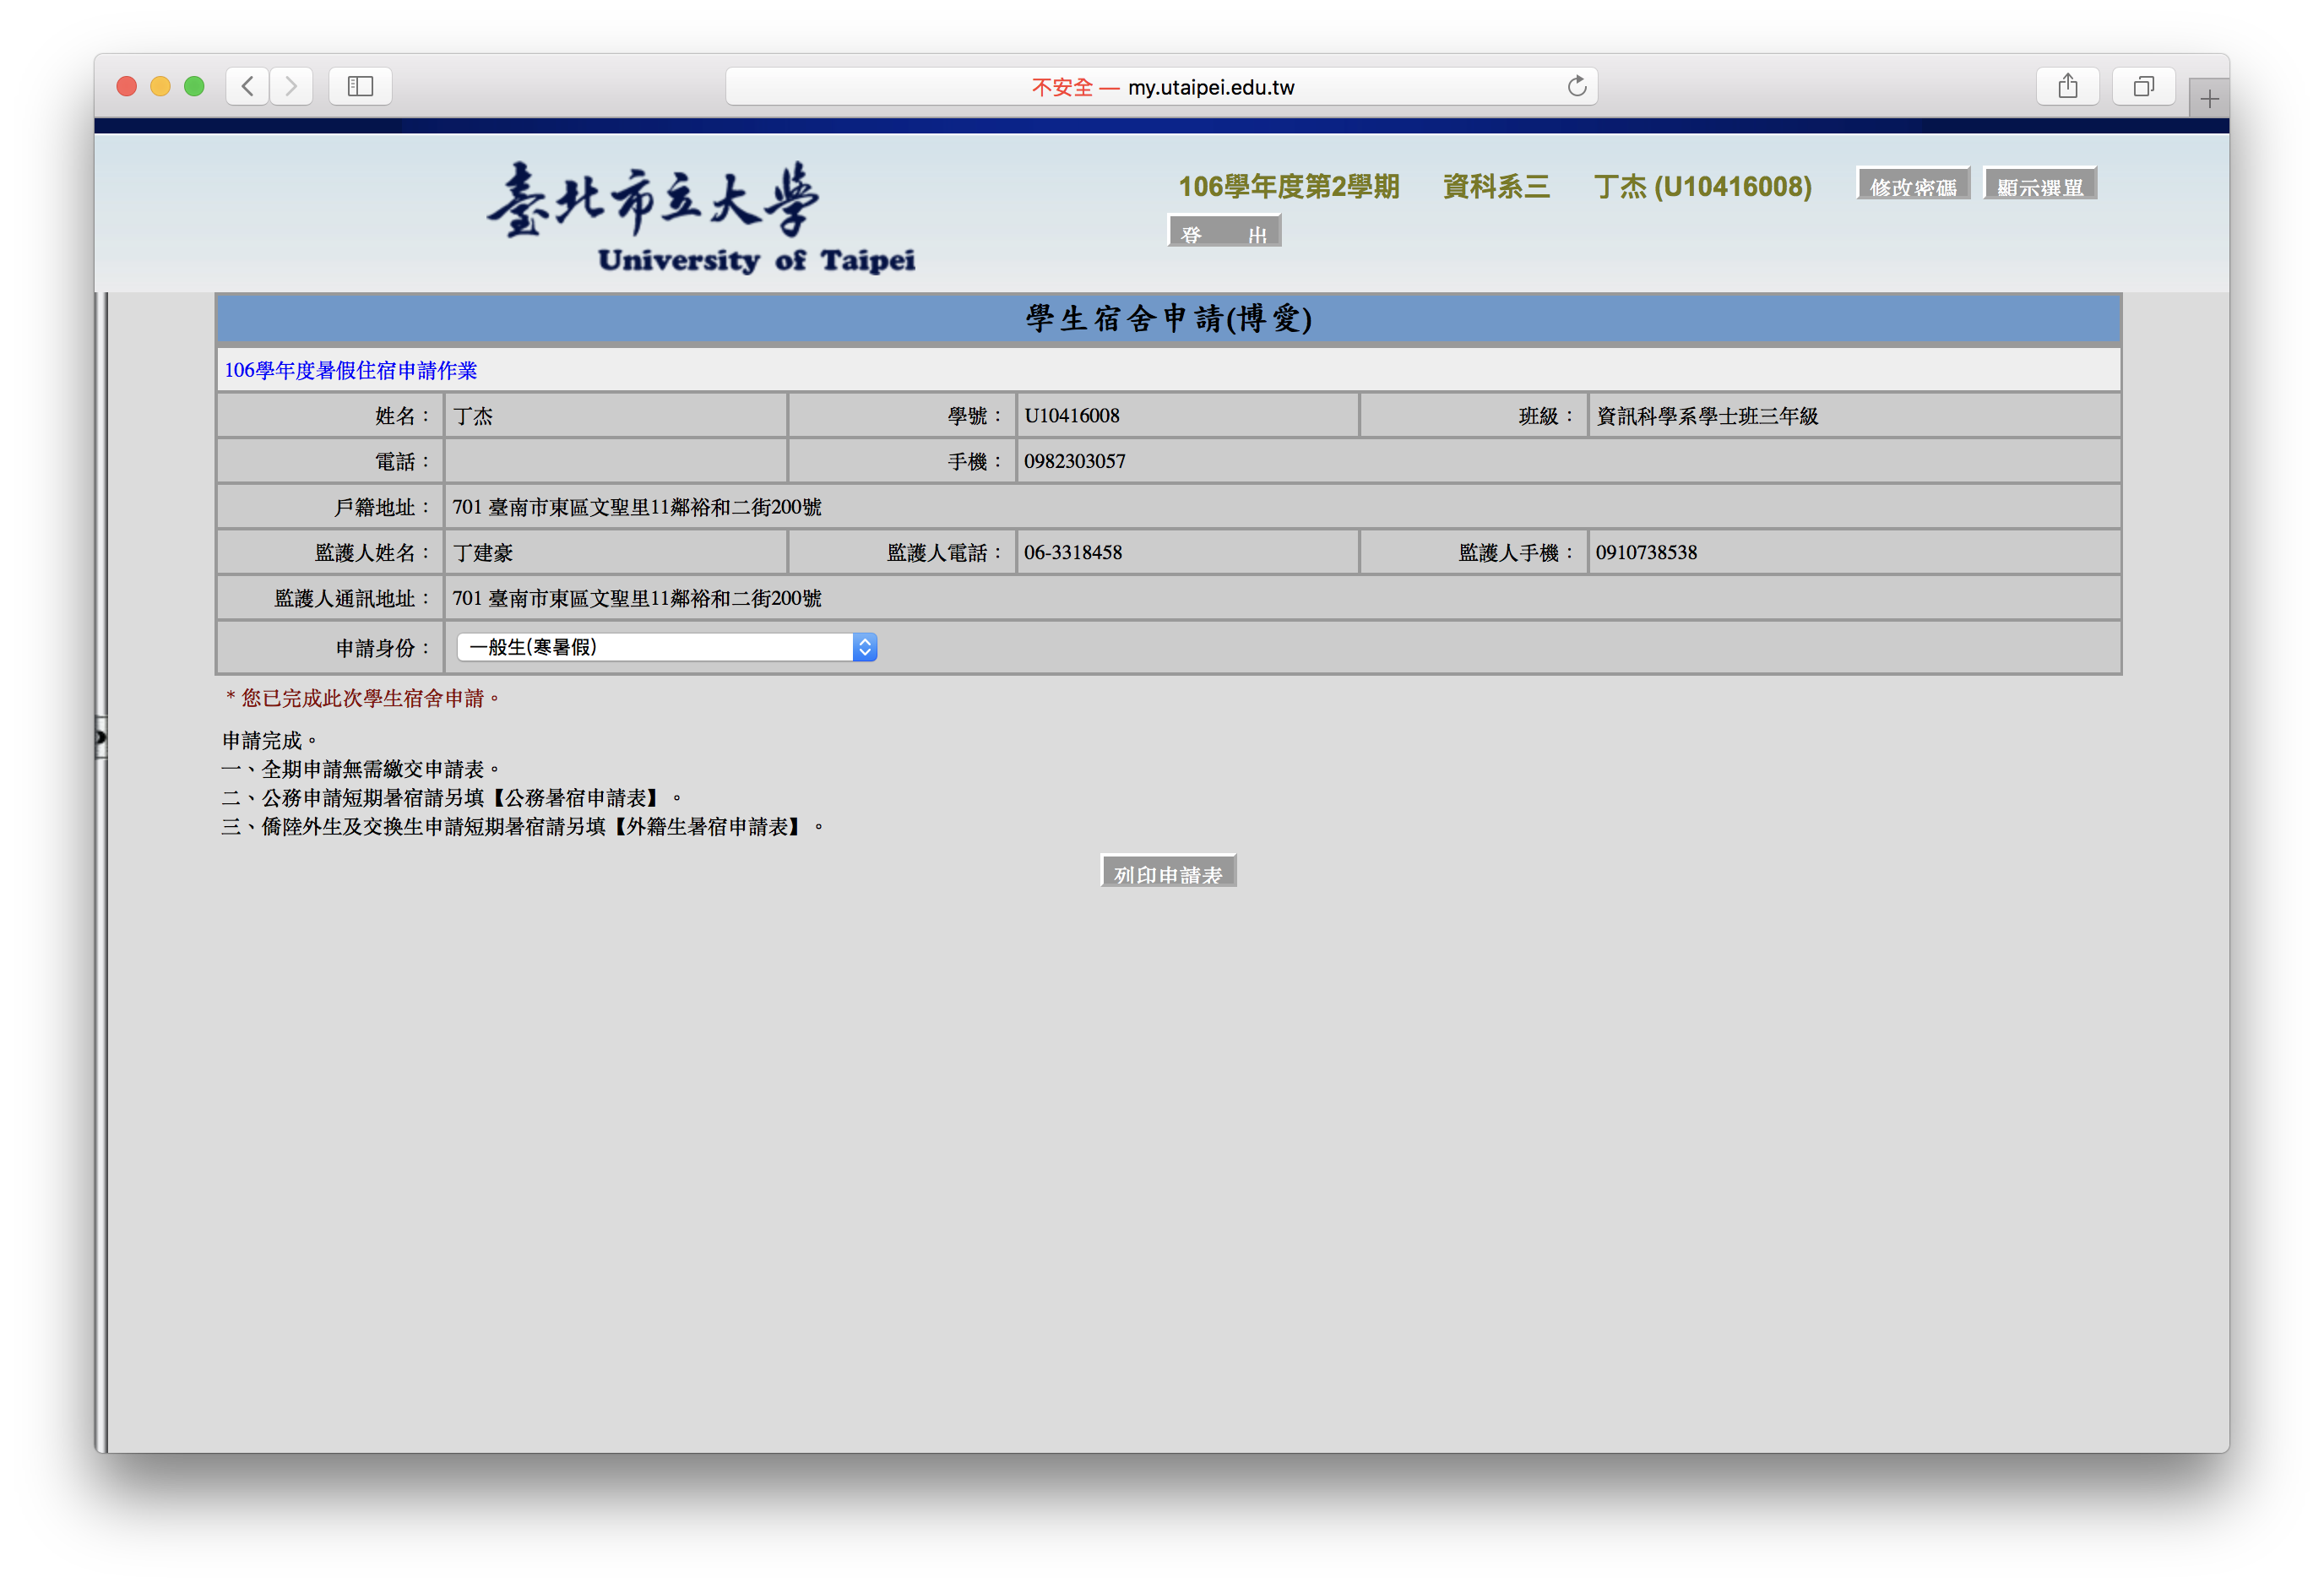 不安全 — my.utaipei.edu.tw
臺北市立大學
University of Taipei
106學年度第2學期 資科系三 丁杰 (U10416008) 修改密碼 顯示選單
登 出
學生宿舍申請(博愛)
106學年度暑假住宿申請作業
姓名： 丁杰 學號： U10416008 班級： 資訊科學系學士班三年級
電話： 手機： 0982303057
戶籍地址： 701 臺南市東區文聖里11鄰裕和二街200號
監護人姓名： 丁建豪 監護人電話： 06-3318458 監護人手機： 0910738538
監護人通訊地址： 701 臺南市東區文聖里11鄰裕和二街200號
申請身份： 一般生(寒暑假)
* 您已完成此次學生宿舍申請。
申請完成。
一、全期申請無需繳交申請表。
二、公務申請短期暑宿請另填【公務暑宿申請表】。
三、僑陸外生及交換生申請短期暑宿請另填【外籍生暑宿申請表】。
列印申請表